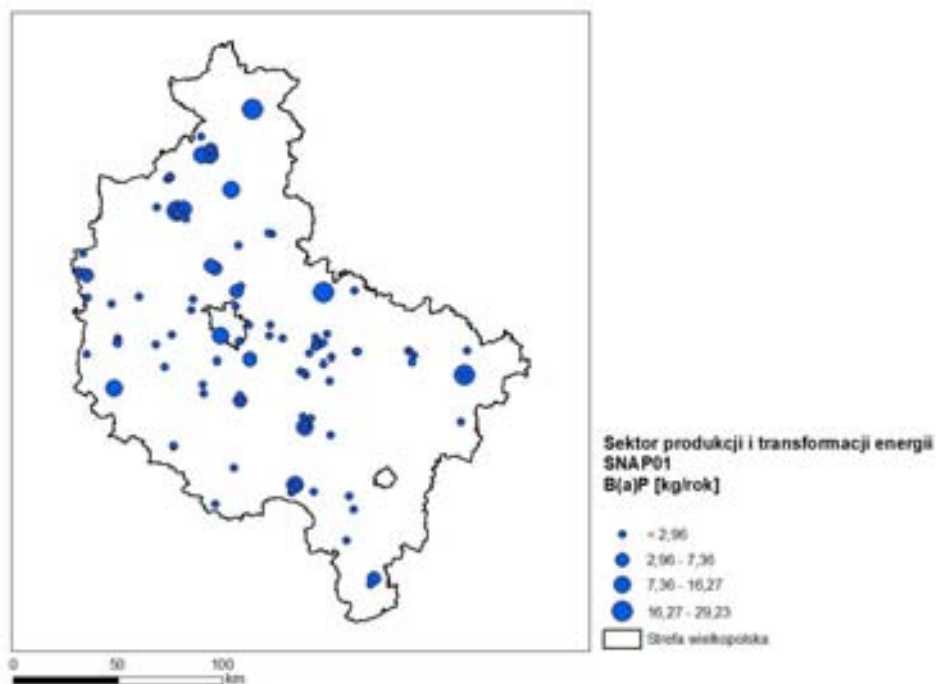 Sektor produkcji i transformacji energii
SNAP01
B(a)P [kg/rok]
< 2,96
2,96 - 7,36
7,36 - 16,27
16,27 - 29,23
Strefa wielkopolska
0 50 100
km